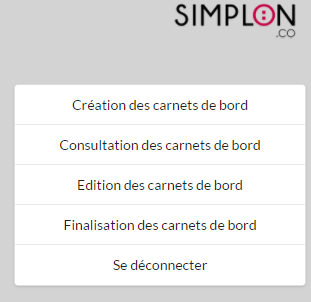 SIMPLON
.CO
Création des carnets de bord
Consultation des carnets de bord
Edition des carnets de bord
Finalisation des carnets de bord
Se déconnecter